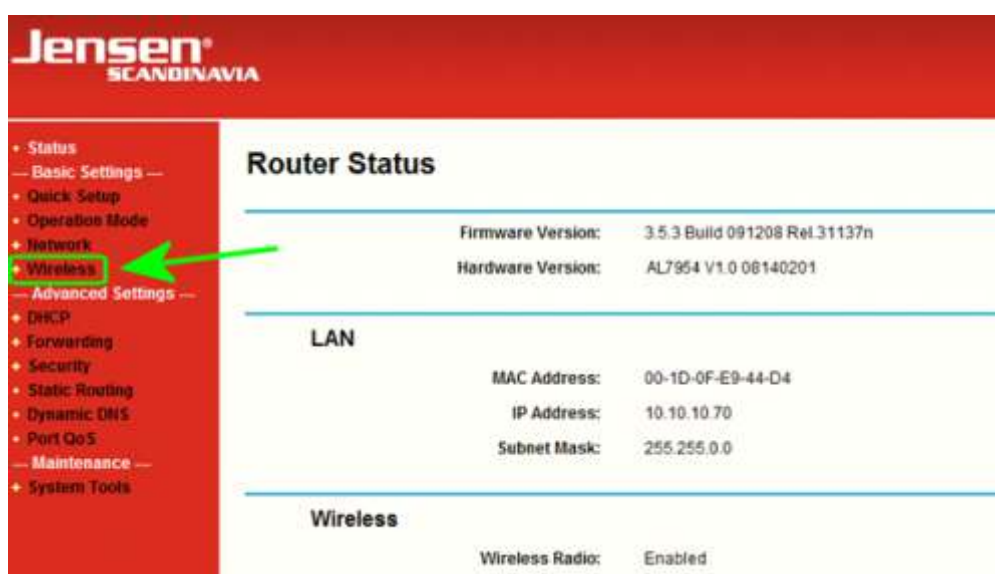 Jensen®
SCANDINAVIA
Status
— Basic Settings —
Quick Setup
Operation Mode
Network
Wireless
— Advanced Settings —
DHCP
Forwarding
Security
Static Routing
Dynamic DNS
Port QoS
— Maintenance —
System Tools
Router Status
Firmware Version: 3.5.3 Build 091208 Rel.31137n
Hardware Version: AL7954 V1.0 08140201
LAN
MAC Address: 00-1D-0F-E9-44-D4
IP Address: 10.10.10.70
Subnet Mask: 255.255.0.0
Wireless
Wireless Radio: Enabled